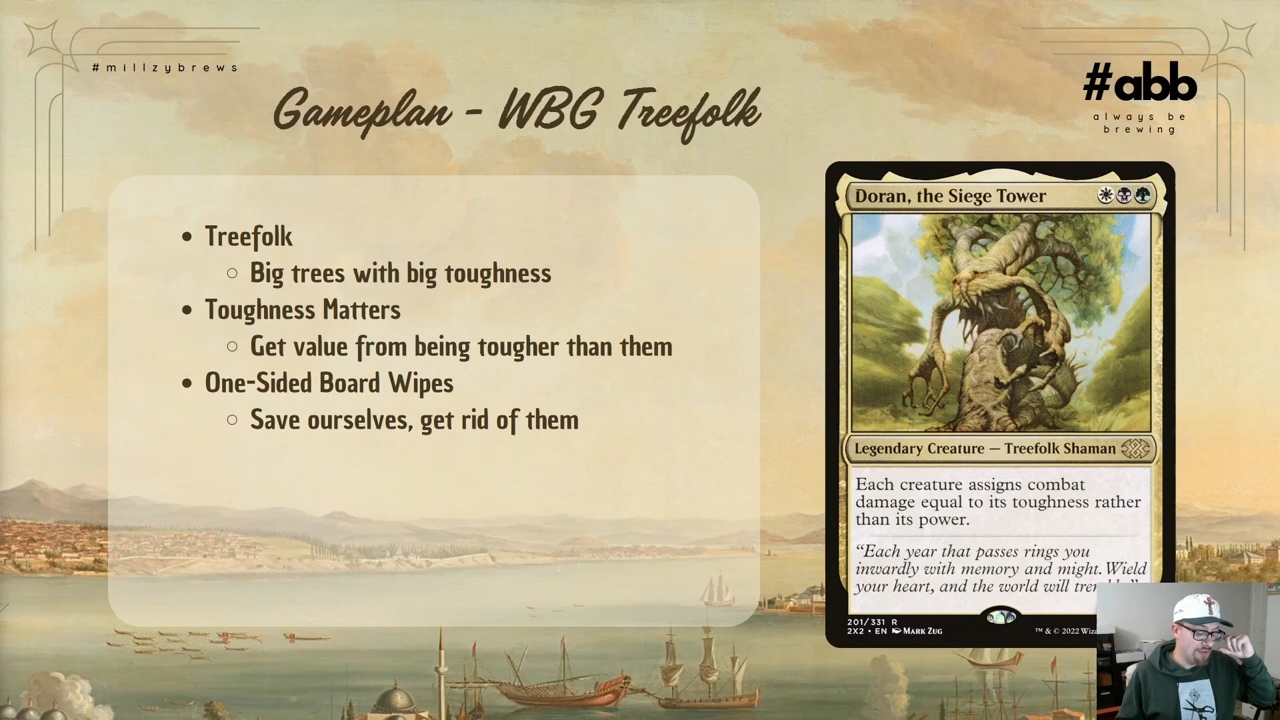 #millzybrews
#abb
always be
brewing
Gameplan - WBG Treefolk
• Treefolk
○ Big trees with big toughness
• Toughness Matters
○ Get value from being tougher than them
• One-Sided Board Wipes
○ Save ourselves, get rid of them
Doran, the Siege Tower
Legendary Creature — Treefolk Shaman
Each creature assigns combat
damage equal to its toughness rather
than its power.
“Each year that passes rings you
inwardly with memory and might. Wield
your heart, and the world will
201/331 R
2X2 • EN Mark Zug
™ & © 2022